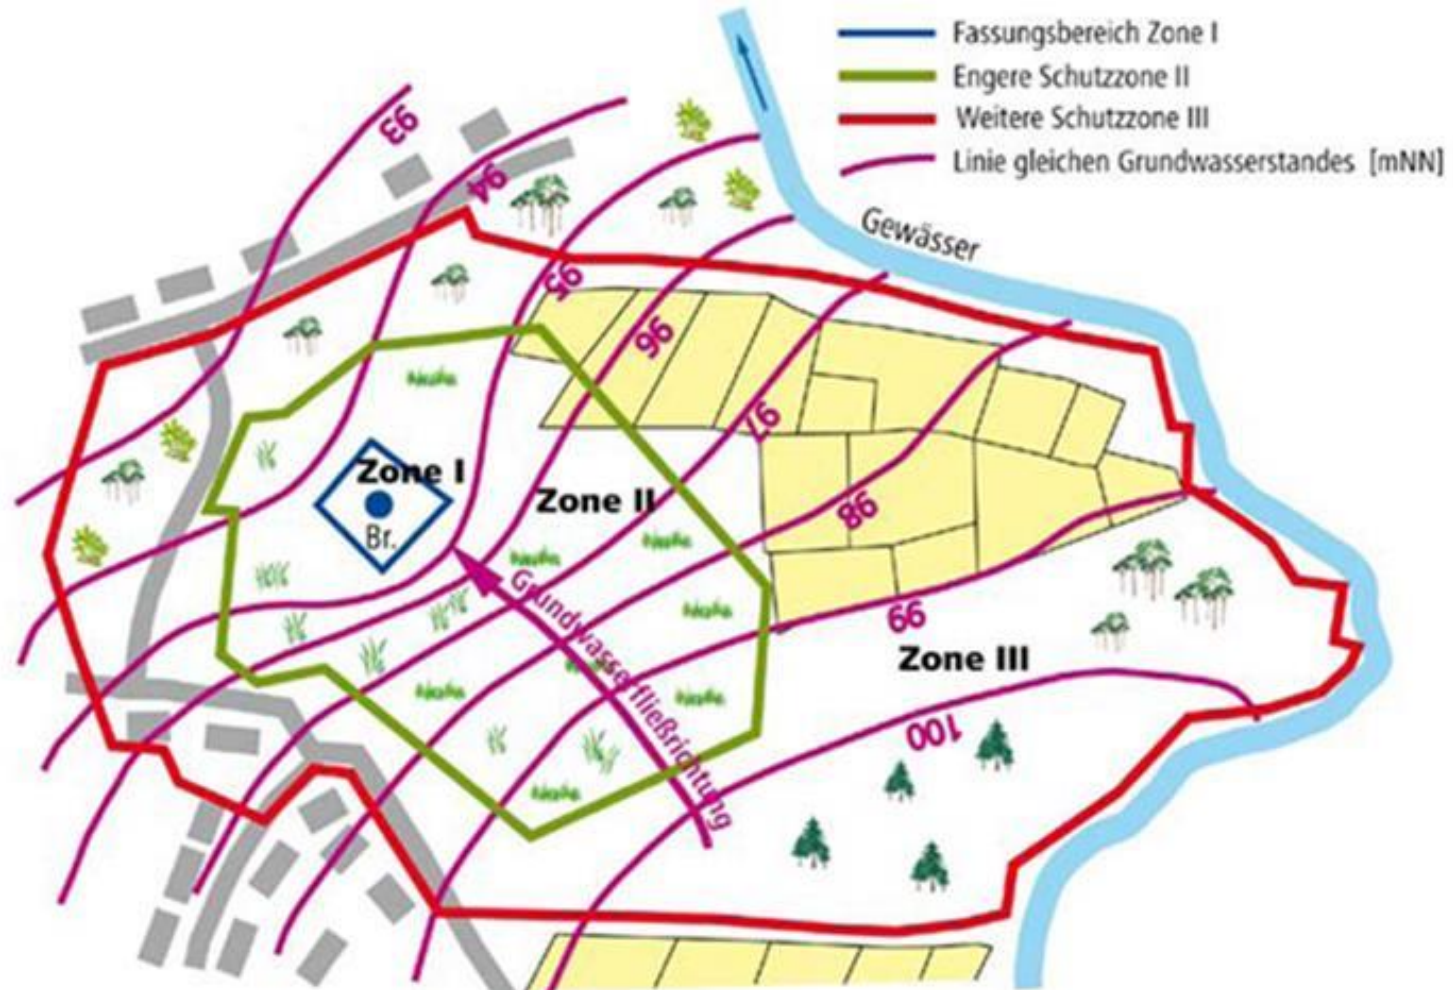 Fassungsbereich Zone I
Engere Schutzzone II
Weitere Schutzzone III
Linie gleichen Grundwasserstandes [mNN]
93
94
Gewässer
95
96
97
Zone I
Zone II
98
Br.
Grundwasserfließrichtung
99
Zone III
100